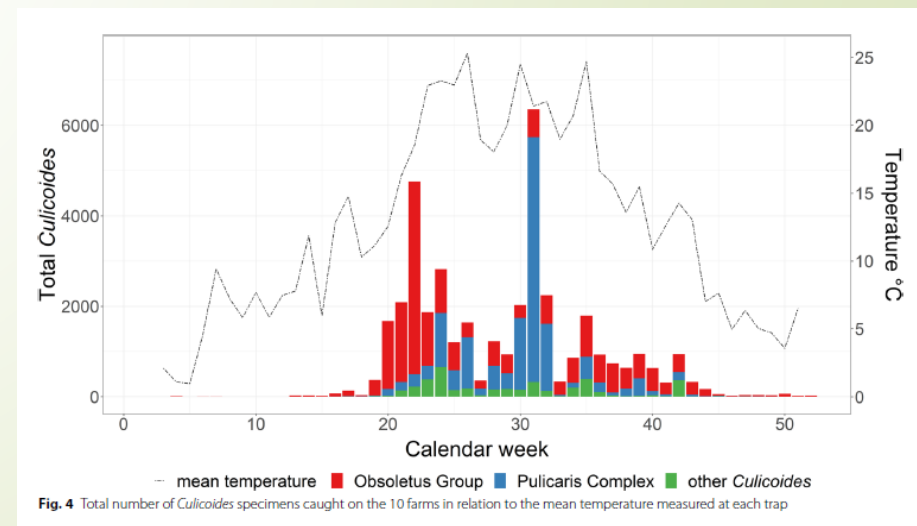 Total Culicoides
6000
4000
2000
0
25
20
15
10
5
0
Temperature °C
0 10 20 30 40 50
Calendar week
mean temperature Obsoletus Group Pulicaris Complex other Culicoides
Fig. 4 Total number of Culicoides specimens caught on the 10 farms in relation to the mean temperature measured at each trap